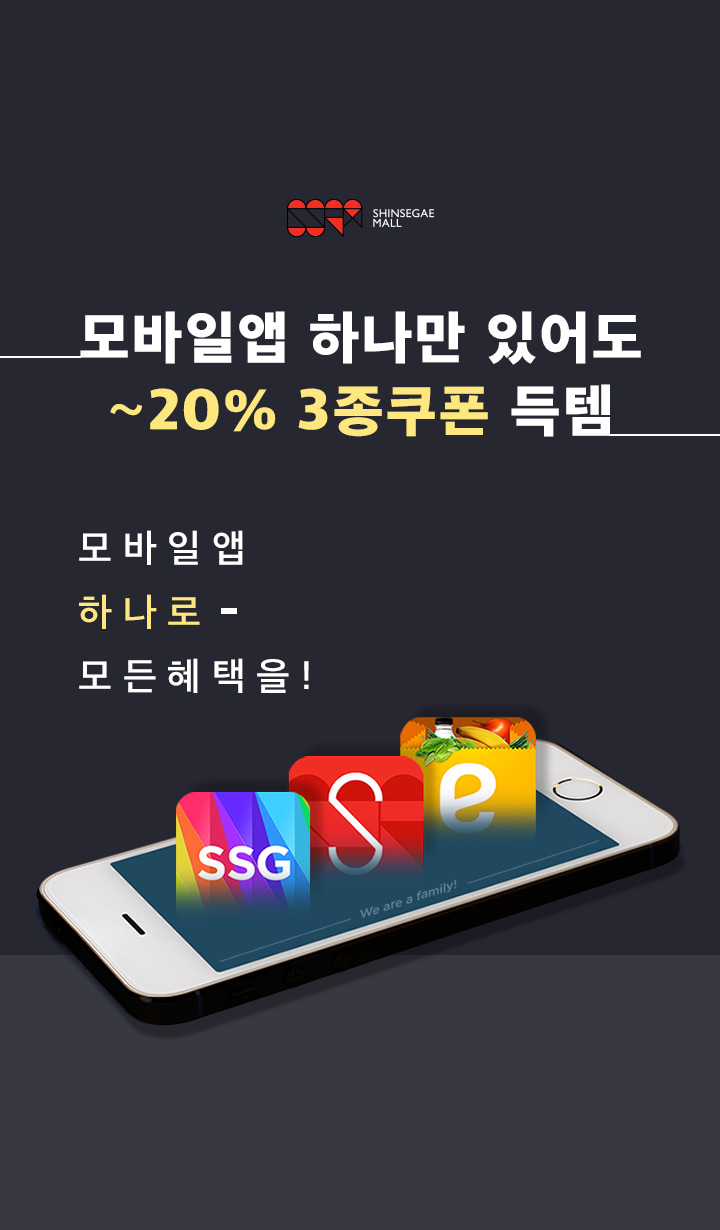 SHINSEGAE
MALL
모바일앱 하나만 있어도
~20% 3종쿠폰 득템
모바일앱
하나로 -
모든혜택을!
SSG
S
e
We are a family!